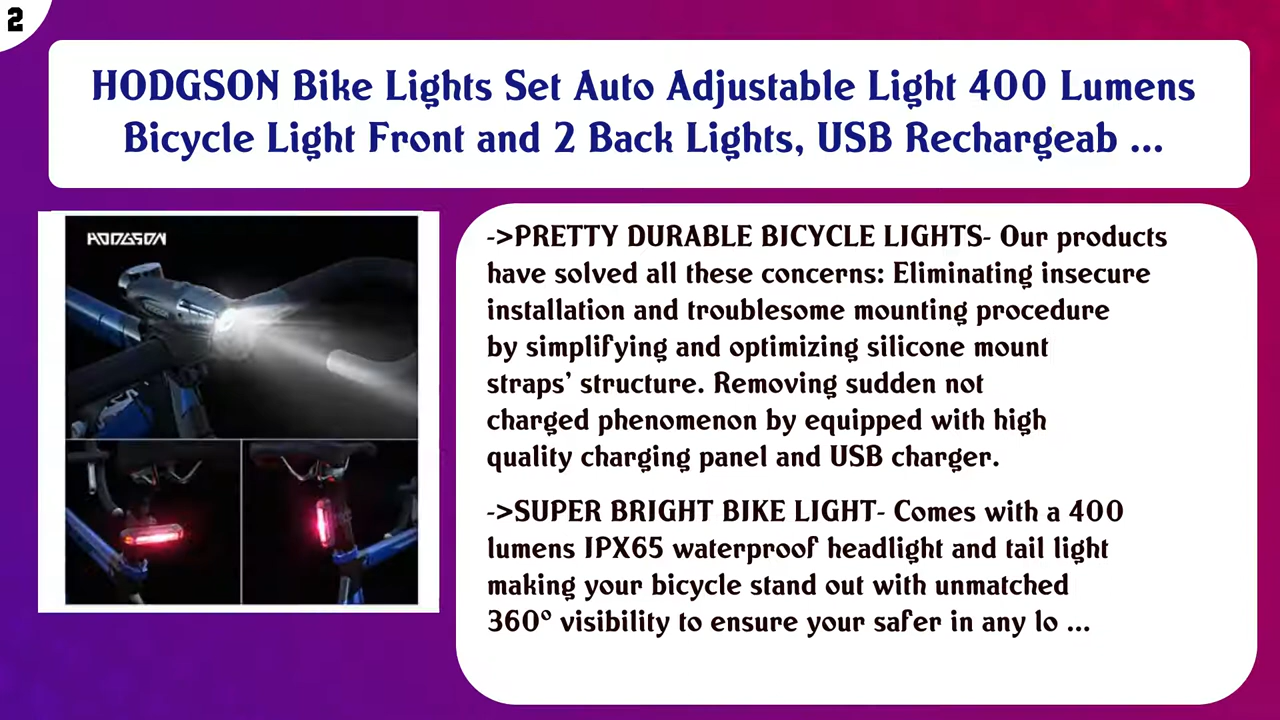 2
HODGSON Bike Lights Set Auto Adjustable Light 400 Lumens
Bicycle Light Front and 2 Back Lights, USB Rechargeab ...
HODGSON
->PRETTY DURABLE BICYCLE LIGHTS- Our products
have solved all these concerns: Eliminating insecure
installation and troublesome mounting procedure
by simplifying and optimizing silicone mount
straps' structure. Removing sudden not
charged phenomenon by equipped with high
quality charging panel and USB charger.
->SUPER BRIGHT BIKE LIGHT- Comes with a 400
lumens IPX65 waterproof headlight and tail light
making your bicycle stand out with unmatched
360° visibility to ensure your safer in any lo ...